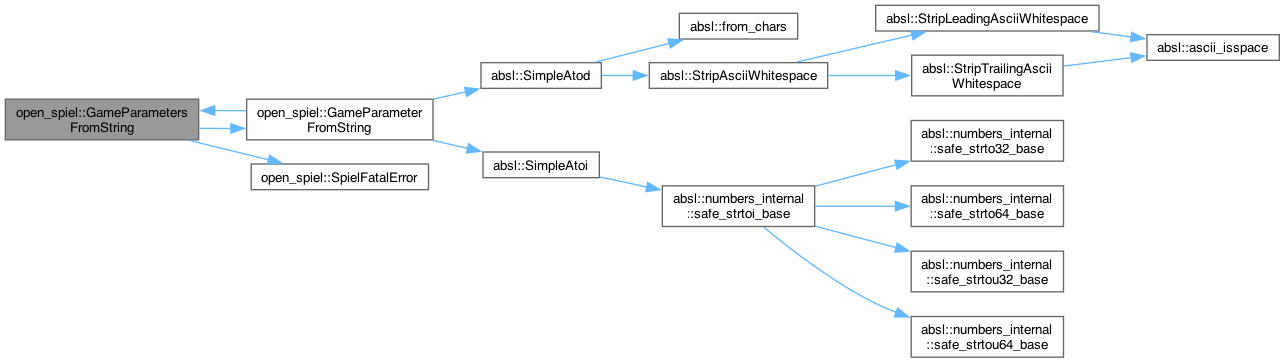 open_spiel::GameParameters
FromString
open_spiel::GameParameter
FromString
open_spiel::SpielFatalError
absl::SimpleAtod
absl::SimpleAtoi
absl::from_chars
absl::StripAsciiWhitespace
absl::numbers_internal
::safe_strtoi_base
absl::StripLeadingAsciiWhitespace
absl::StripTrailingAscii
Whitespace
absl::ascii_isspace
absl::numbers_internal
::safe_strto32_base
absl::numbers_internal
::safe_strto64_base
absl::numbers_internal
::safe_strtou32_base
absl::numbers_internal
::safe_strtou64_base